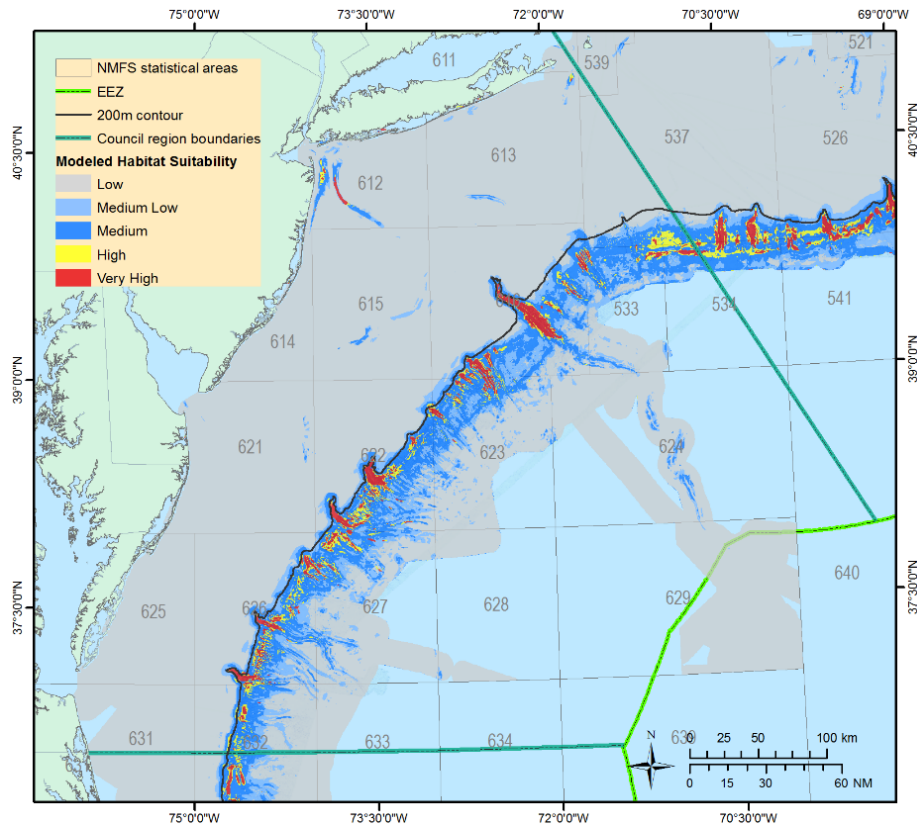 75°0'0"W 73°30'0"W 72°0'0"W 70°30'0"W 69°0'0"W
NMFS statistical areas
EEZ
200m contour
Council region boundaries
Modeled Habitat Suitability
Low
Medium Low
Medium
High
Very High
611
539
521
40°30'0"N
613
537
526
40°30'0"N
612
615
614
533
534
541
39°0'0"N
39°0'0"N
621
622
623
624
37°30'0"N
625
626
627
628
629
640
37°30'0"N
631
632
633
634
N
0 25 50 100 km
0 15 30 60 NM
75°0'0"W 73°30'0"W 72°0'0"W 70°30'0"W